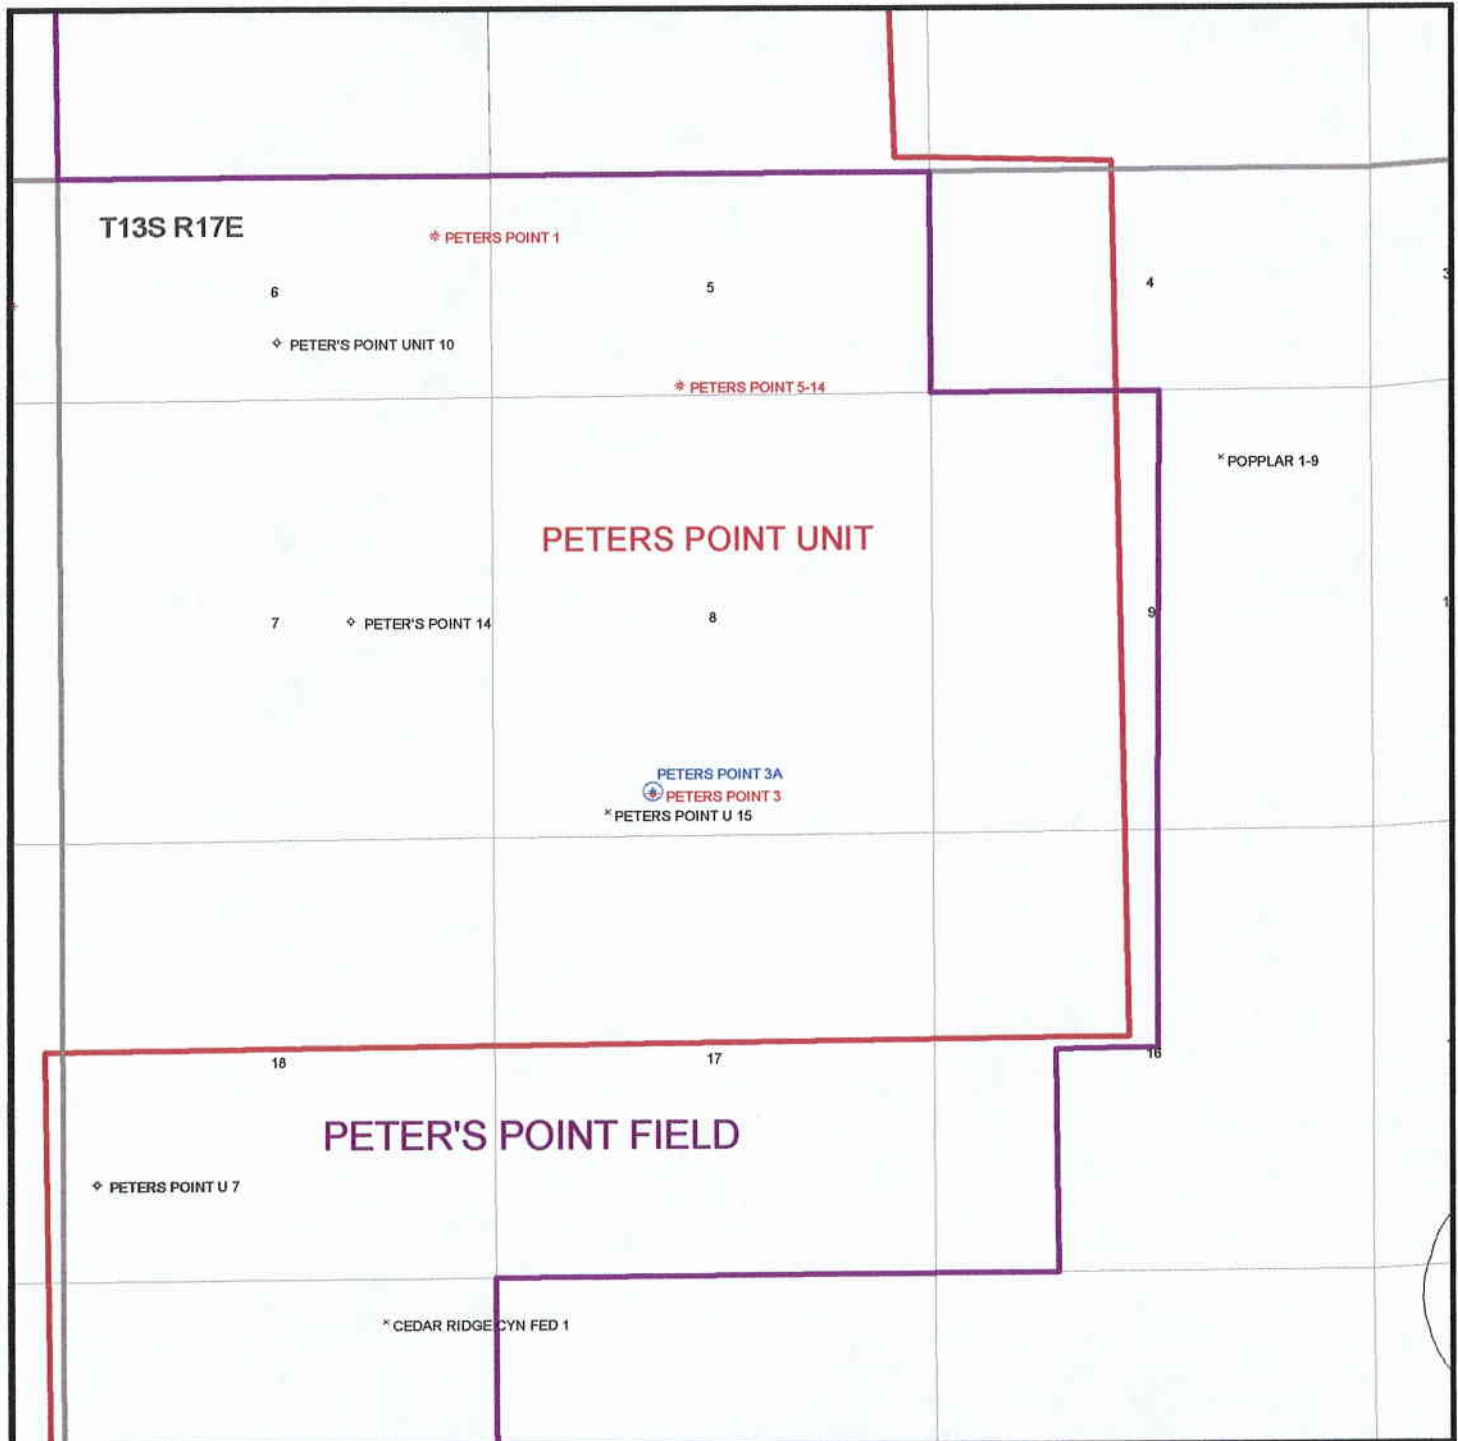 T13S R17E
PETERS POINT 1
6
5
4
3
PETER'S POINT UNIT 10
PETERS POINT 5-14
POPPLAR 1-9
PETERS POINT UNIT
7
PETER'S POINT 14
8
9
1
PETERS POINT 3A
PETERS POINT 3
PETERS POINT U 15
18
17
16
PETER'S POINT FIELD
PETERS POINT U 7
CEDAR RIDGE CYN FED 1